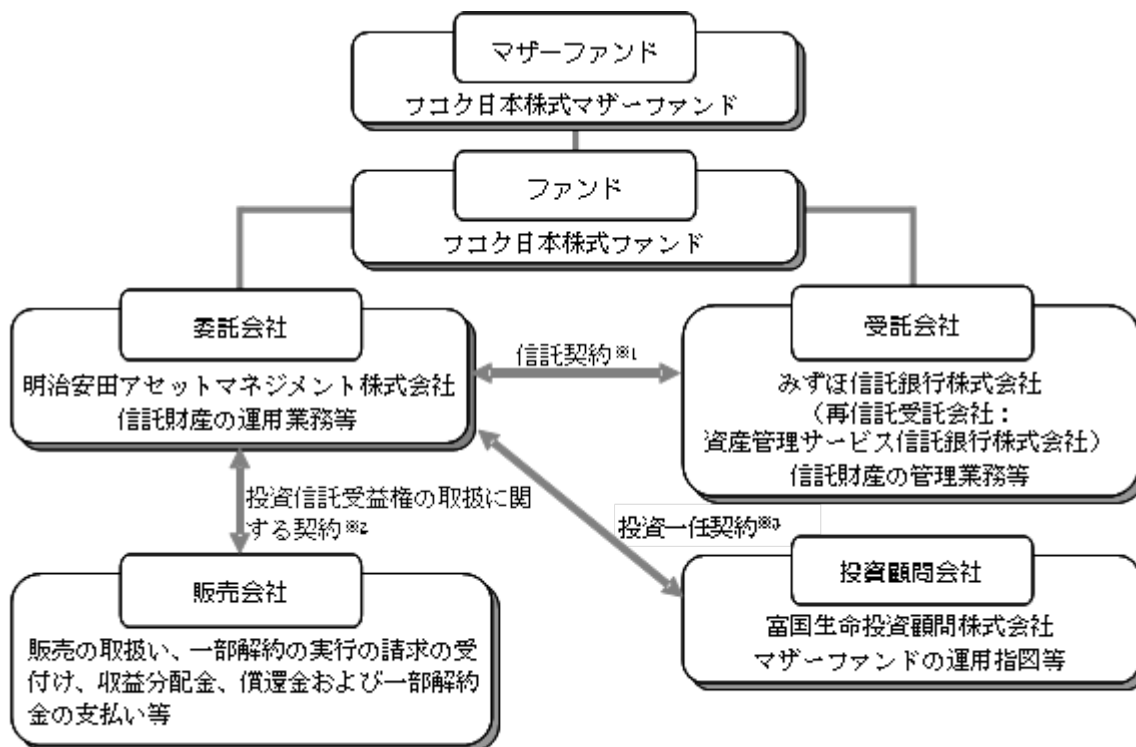 マザーファンド
フコク日本株式マザーファンド
ファンド
フコク日本株式ファンド
委託会社
明治安田アセットマネジメント株式会社
信託財産の運用業務等
信託契約※1
受託会社
みずほ信託銀行株式会社
（再信託受託会社：
資産管理サービス信託銀行株式会社）
信託財産の管理業務等
投資信託受益権の取扱に関
する契約※2
投資一任契約※3
販売会社
販売の取扱い、一部解約の実行の請求の受
付け、収益分配金、償還金および一部解約
金の支払い等
投資顧問会社
富国生命投資顧問株式会社
マザーファンドの運用指図等